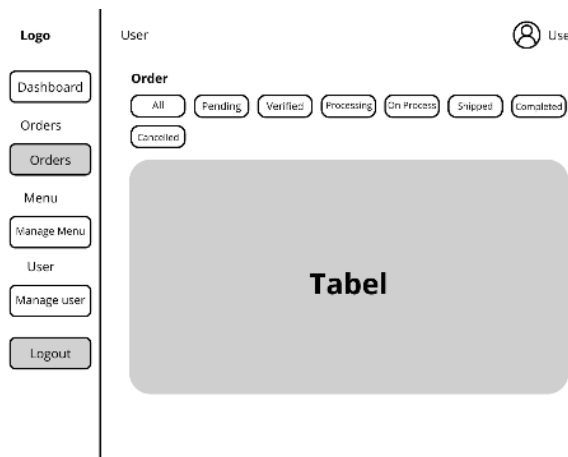 Logo
User
Use
Dashboard
Orders
Orders
Menu
Manage Menu
User
Manage user
Logout
Order
All
Pending
Verified
Processing
On Process
Shipped
Completed
Cancelled
Tabel